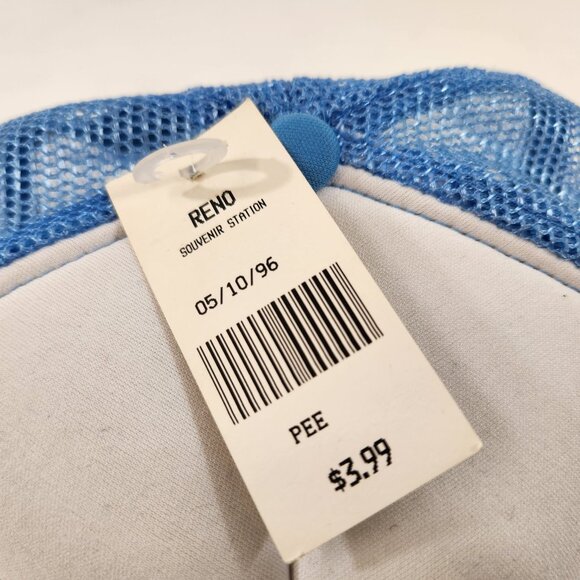 RENO
SOUVENIR STATION
05/10/96
PEE
$3.99